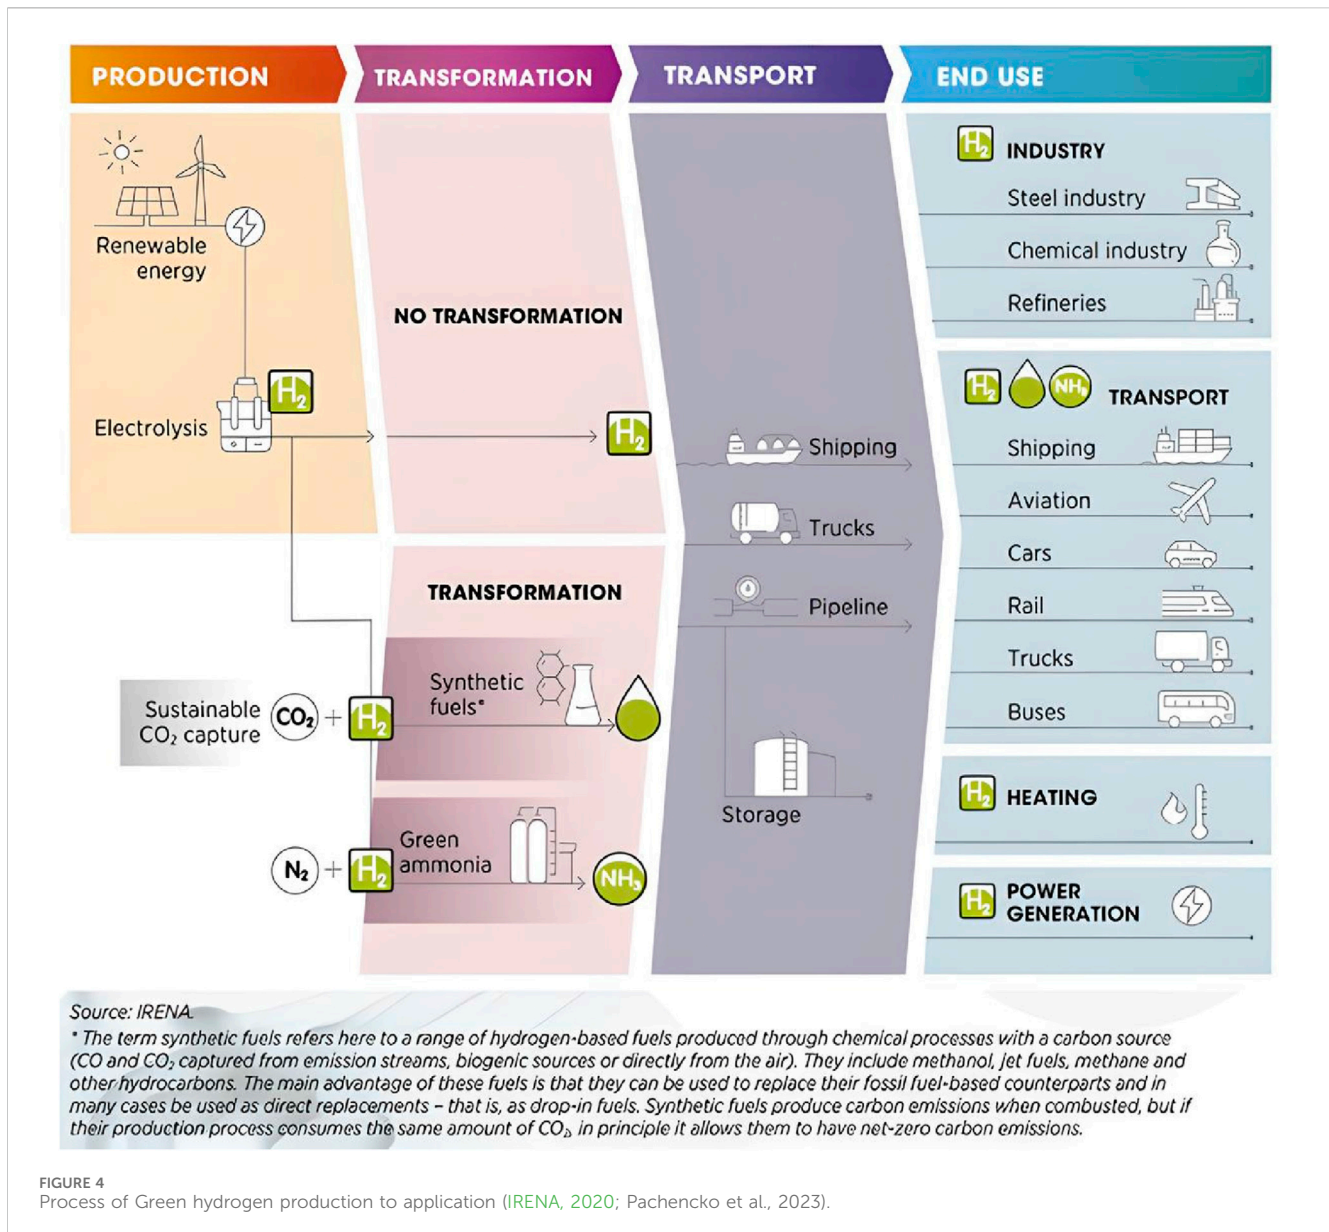 PRODUCTION
TRANSFORMATION
TRANSPORT
END USE
Renewable
energy
Electrolysis
H2
NO TRANSFORMATION
H2
TRANSFORMATION
Sustainable
CO2 capture
CO2 + H2
Synthetic
fuels*
N2 + H2
Green
ammonia
NH3
Shipping
Trucks
Pipeline
Storage
H2 INDUSTRY
Steel industry
Chemical industry
Refineries
H2 NH3 TRANSPORT
Shipping
Aviation
Cars
Rail
Trucks
Buses
H2 HEATING
H2 POWER
GENERATION
Source: IRENA.
* The term synthetic fuels refers here to a range of hydrogen-based fuels produced through chemical processes with a carbon source
(CO and CO2 captured from emission streams, biogenic sources or directly from the air). They include methanol, jet fuels, methane and
other hydrocarbons. The main advantage of these fuels is that they can be used to replace their fossil fuel-based counterparts and in
many cases be used as direct replacements – that is, as drop-in fuels. Synthetic fuels produce carbon emissions when combusted, but if
their production process consumes the same amount of CO2, in principle it allows them to have net-zero carbon emissions.
FIGURE 4
Process of Green hydrogen production to application (IRENA, 2020; Pachencko et al., 2023).